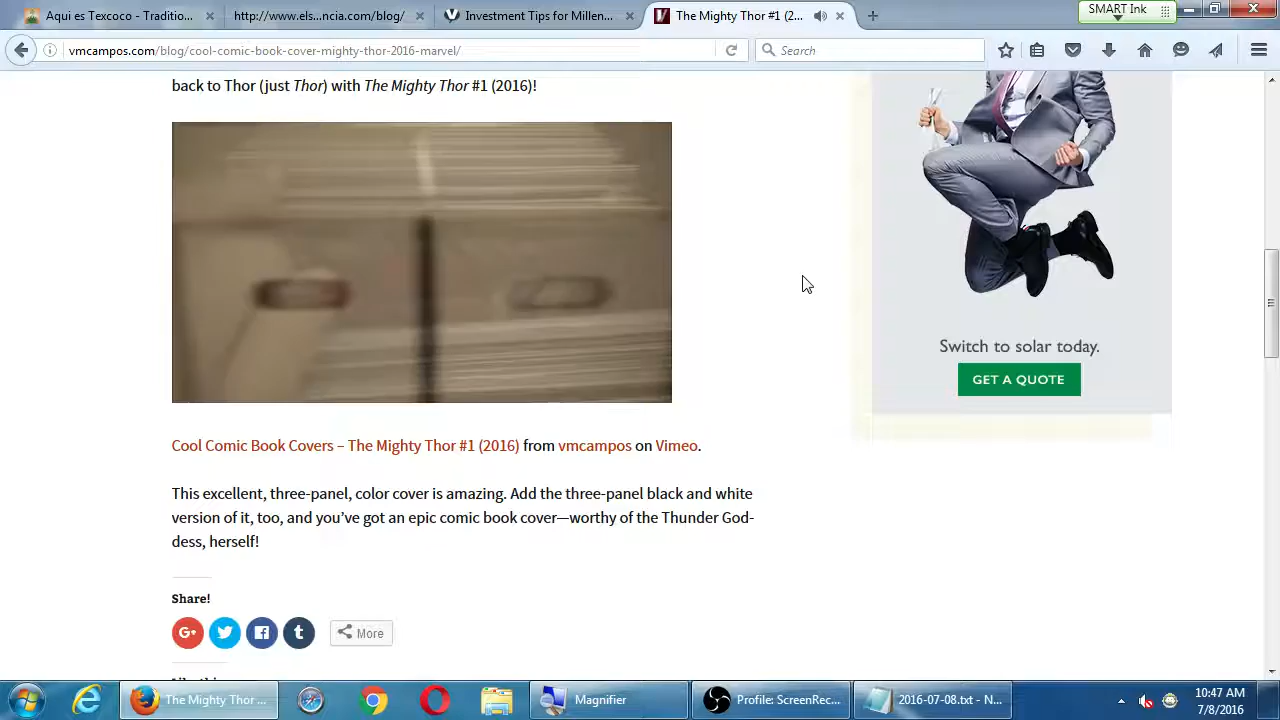 Aqui es Texcoco - Traditio...
http://www.els...ncia.com/blog/
Investment Tips for Millen...
The Mighty Thor #1 (2...
SMART Ink
vmcampos.com/blog/cool-comic-book-cover-mighty-thor-2016-marvel/
Search
back to Thor (just Thor) with The Mighty Thor #1 (2016)!
Switch to solar today.
GET A QUOTE
Cool Comic Book Covers – The Mighty Thor #1 (2016) from vmcampos on Vimeo.
This excellent, three-panel, color cover is amazing. Add the three-panel black and white
version of it, too, and you've got an epic comic book cover—worthy of the Thunder God-
dess, herself!
Share!
More
The Mighty Thor ...
Magnifier
Profile: ScreenRec...
2016-07-08.txt - N...
10:47 AM
7/8/2016